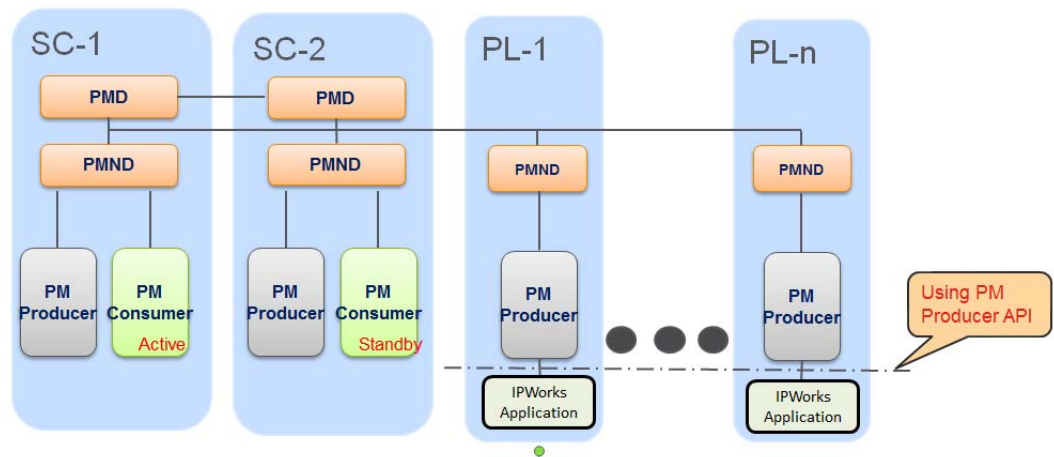 SC-1
SC-2
PL-1
PL-n
PMD
PMD
PMND
PMND
PMND
PMND
PM
Producer
PM
Consumer
Active
PM
Producer
PM
Consumer
Standby
PM
Producer
PM
Producer
Using PM
Producer API
IPWorks
Application
IPWorks
Application